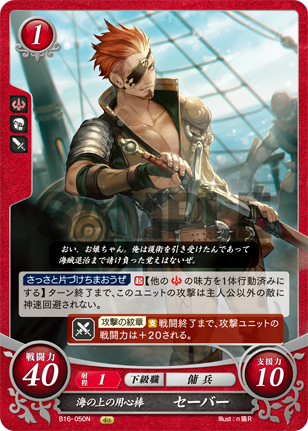 1
おい、お嬢ちゃん。俺は護衛を引き受けたんであって
海賊退治まで請け負った覚えはないぜ。
さっさと片づけちまおうぜ 起【他の の味方を1体行動済みに
する】ターン終了まで、このユニットの攻撃は主人公以外の敵に
神速回避されない。
攻撃の紋章 支 戦闘終了まで、攻撃ユニットの
戦闘力は+20される。
戦闘力
40
射程 1 下級職 傭兵
支援力
10
海の上の用心棒 セーバー
B16-050N
Illust:π猫R